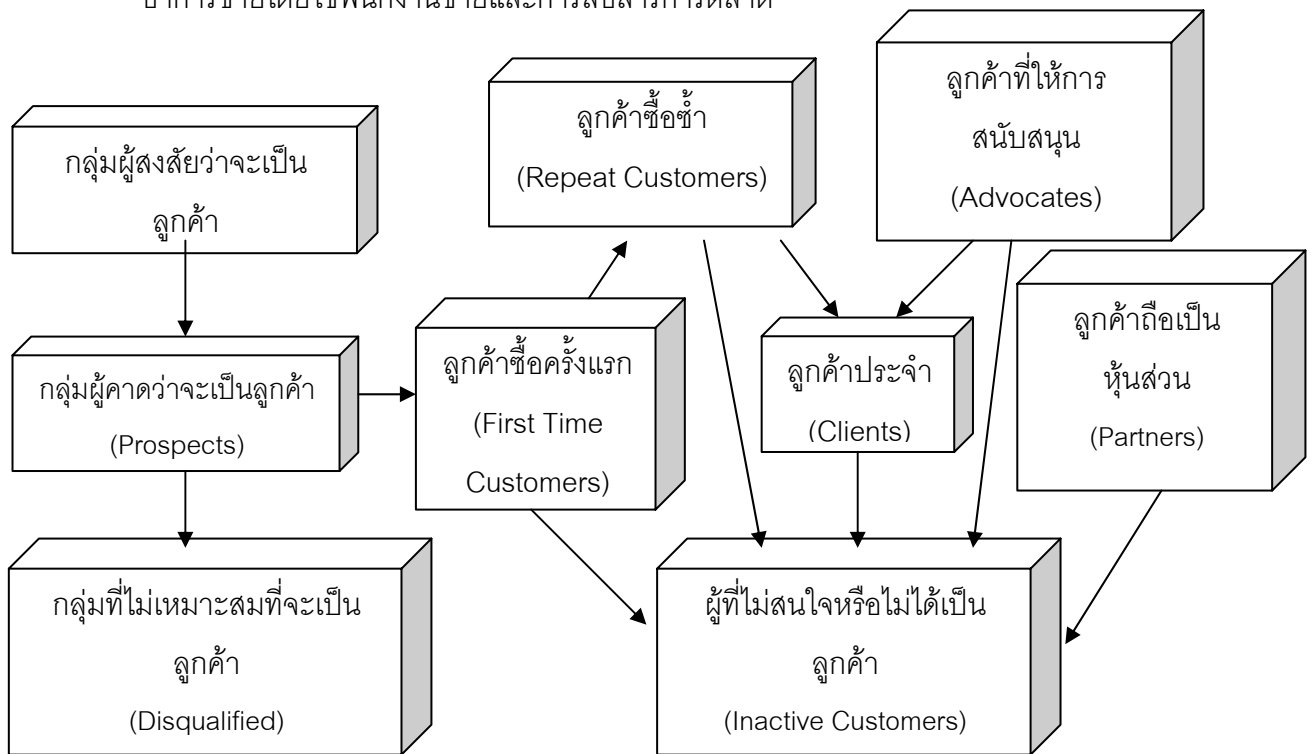 ลูกค้าซื้อซ้ำ
(Repeat Customers)
ลูกค้าที่ให้การ
สนับสนุน
(Advocates)
กลุ่มผู้สงสัยว่าจะเป็น
ลูกค้า
กลุ่มผู้คาดว่าจะเป็นลูกค้า
(Prospects)
ลูกค้าซื้อครั้งแรก
(First Time
Customers)
ลูกค้าประจำ
(Clients)
ลูกค้าถือเป็น
หุ้นส่วน
(Partners)
กลุ่มที่ไม่เหมาะสมที่จะเป็น
ลูกค้า
(Disqualified)
ผู้ที่ไม่สนใจหรือไม่ได้เป็น
ลูกค้า
(Inactive Customers)